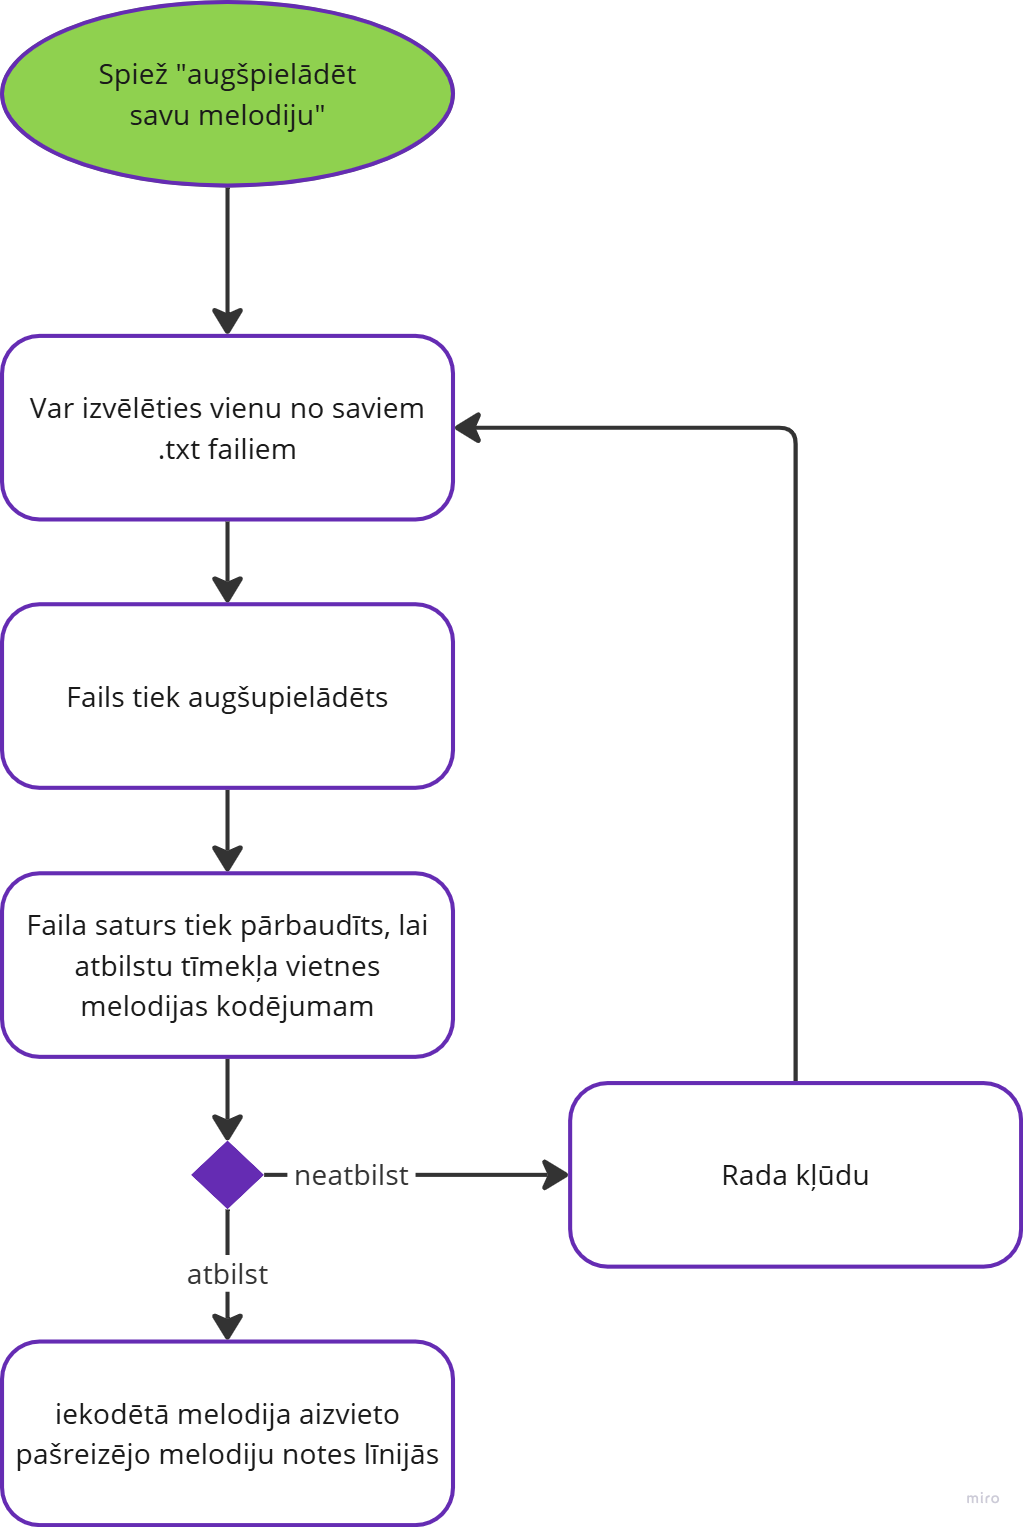 Spiež "augšpielādēt
savu melodiju"
Var izvēlēties vienu no saviem
.txt failiem
Fails tiek augšupielādēts
Faila saturs tiek pārbaudīts, lai
atbilstu tīmekļa vietnes
melodijas kodējumam
neatbilst
Rada kļūdu
atbilst
iekodētā melodija aizvieto
pašreizējo melodiju notes līnijās
miro